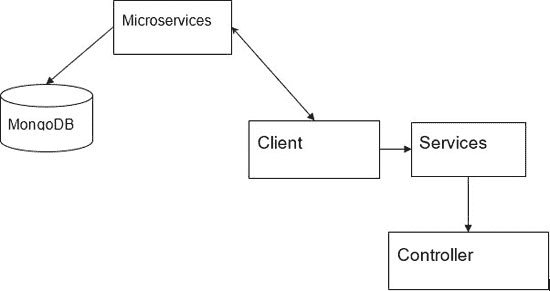 Microservices
MongoDB
Client
Services
Controller